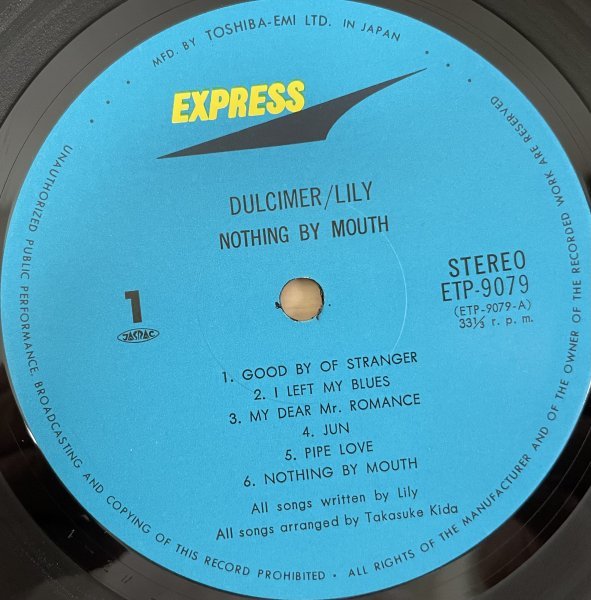 MFD. BY TOSHIBA-EMI LTD. IN JAPAN
EXPRESS
DULCIMER/LILY
NOTHING BY MOUTH
1
JASRAC
STEREO
ETP-9079
(ETP-9079-A)
33⅓ r. p. m.
1. GOOD BY OF STRANGER
2. I LEFT MY BLUES
3. MY DEAR Mr. ROMANCE
4. JUN
5. PIPE LOVE
6. NOTHING BY MOUTH
All songs written by Lily
All songs arranged by Takasuke Kida
UNAUTHORIZED PUBLIC PERFORMANCE, BROADCASTING AND COPYING OF THIS RECORD PROHIBITED · ALL RIGHTS OF THE MANUFACTURER AND OF THE OWNER OF THE RECORDED WORK ARE RESERVED